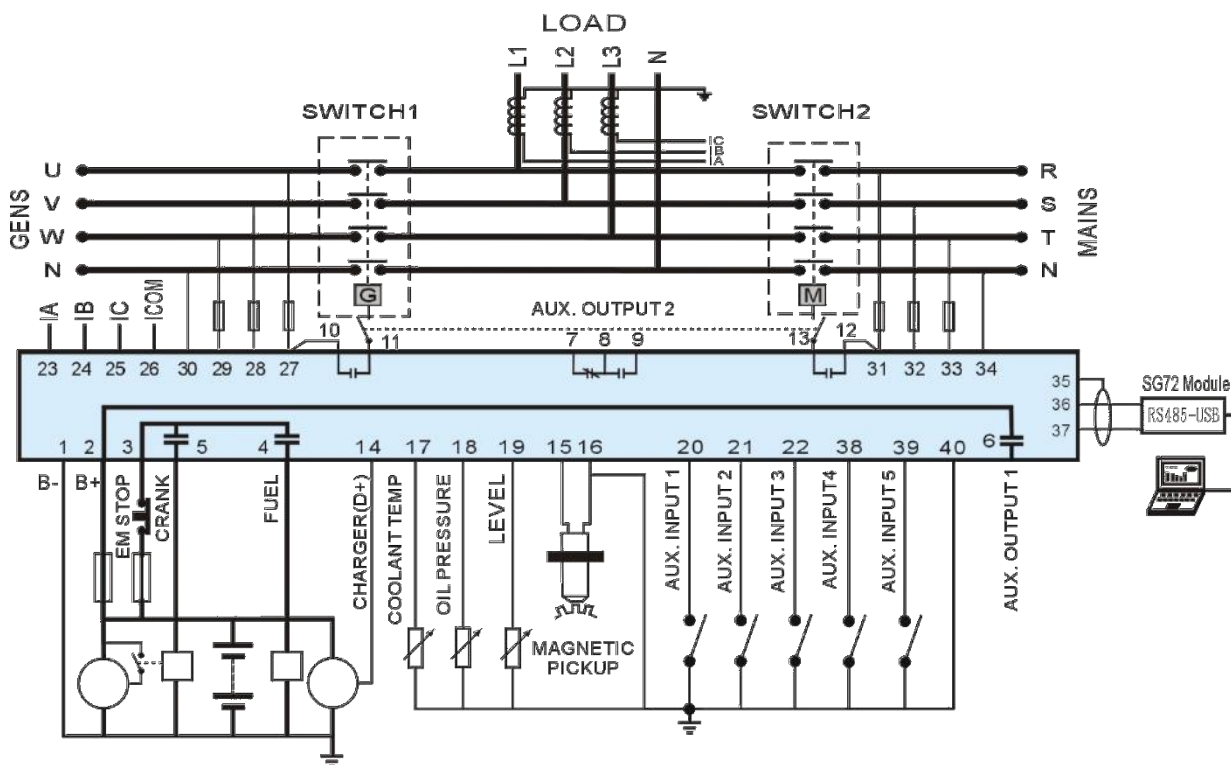 LOAD
L1
L2
L3
N
SWITCH1
SWITCH2
IC
IB
IA
GENS
U
V
W
N
R
S
T
N
MAINS
G
M
AUX. OUTPUT 2
IA
IB
IC
ICOM
10
11
7
8
9
13
12
23
24
25
26
30
29
28
27
31
32
33
34
35
36
37
SG72 Module
RS485-USB
1
2
3
5
4
14
17
18
19
15
16
20
21
22
38
39
40
6
B-
B+
EM STOP
CRANK
FUEL
CHARGER(D+)
COOLANT TEMP
OIL PRESSURE
LEVEL
MAGNETIC
PICKUP
AUX. INPUT 1
AUX. INPUT 2
AUX. INPUT 3
AUX. INPUT 4
AUX. INPUT 5
AUX. OUTPUT 1